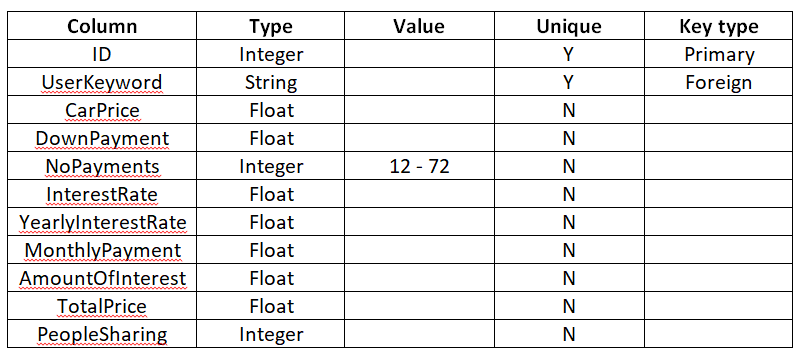 Column Type Value Unique Key type
ID Integer Y Primary
UserKeyword String Y Foreign
CarPrice Float N
DownPayment Float N
NoPayments Integer 12 - 72 N
InterestRate Float N
YearlyInterestRate Float N
MonthlyPayment Float N
AmountOfInterest Float N
TotalPrice Float N
PeopleSharing Integer N